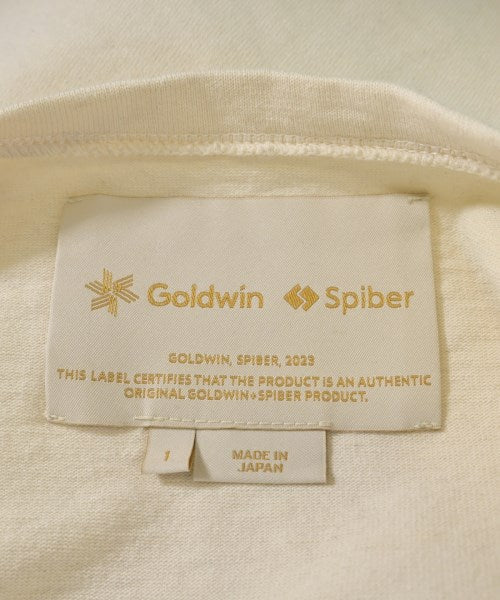 Goldwin Spiber
GOLDWIN, SPIBER, 2023
THIS LABEL CERTIFIES THAT THE PRODUCT IS AN AUTHENTIC
ORIGINAL GOLDWIN+SPIBER PRODUCT.
1
MADE IN
JAPAN